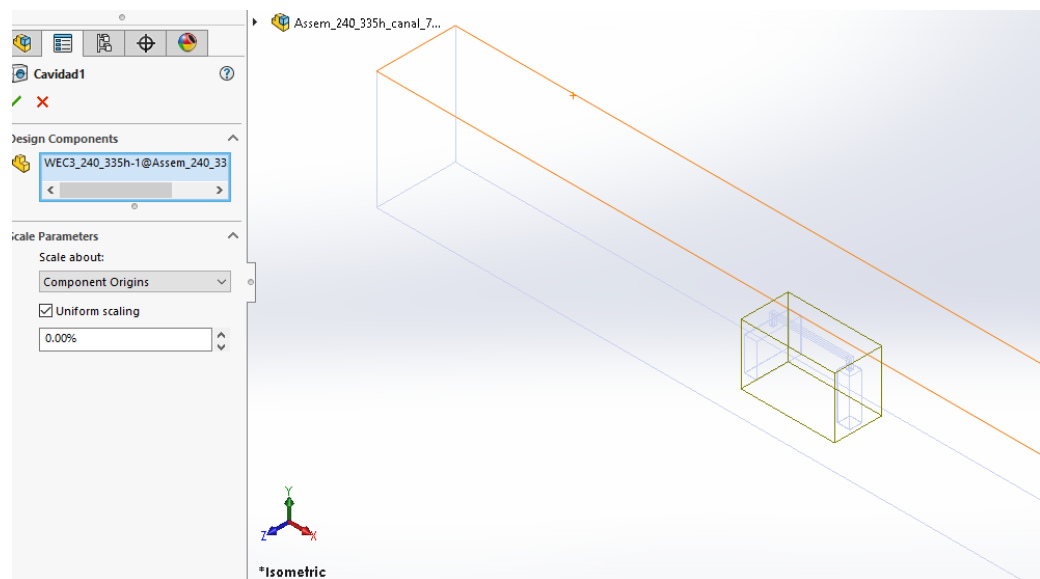 Assem_240_335h_canal_7...
Cavidad1
Design Components
WEC3_240_335h-1@Assem_240_33
Scale Parameters
Scale about:
Component Origins
Uniform scaling
0.00%
Y
Z
X
*Isometric